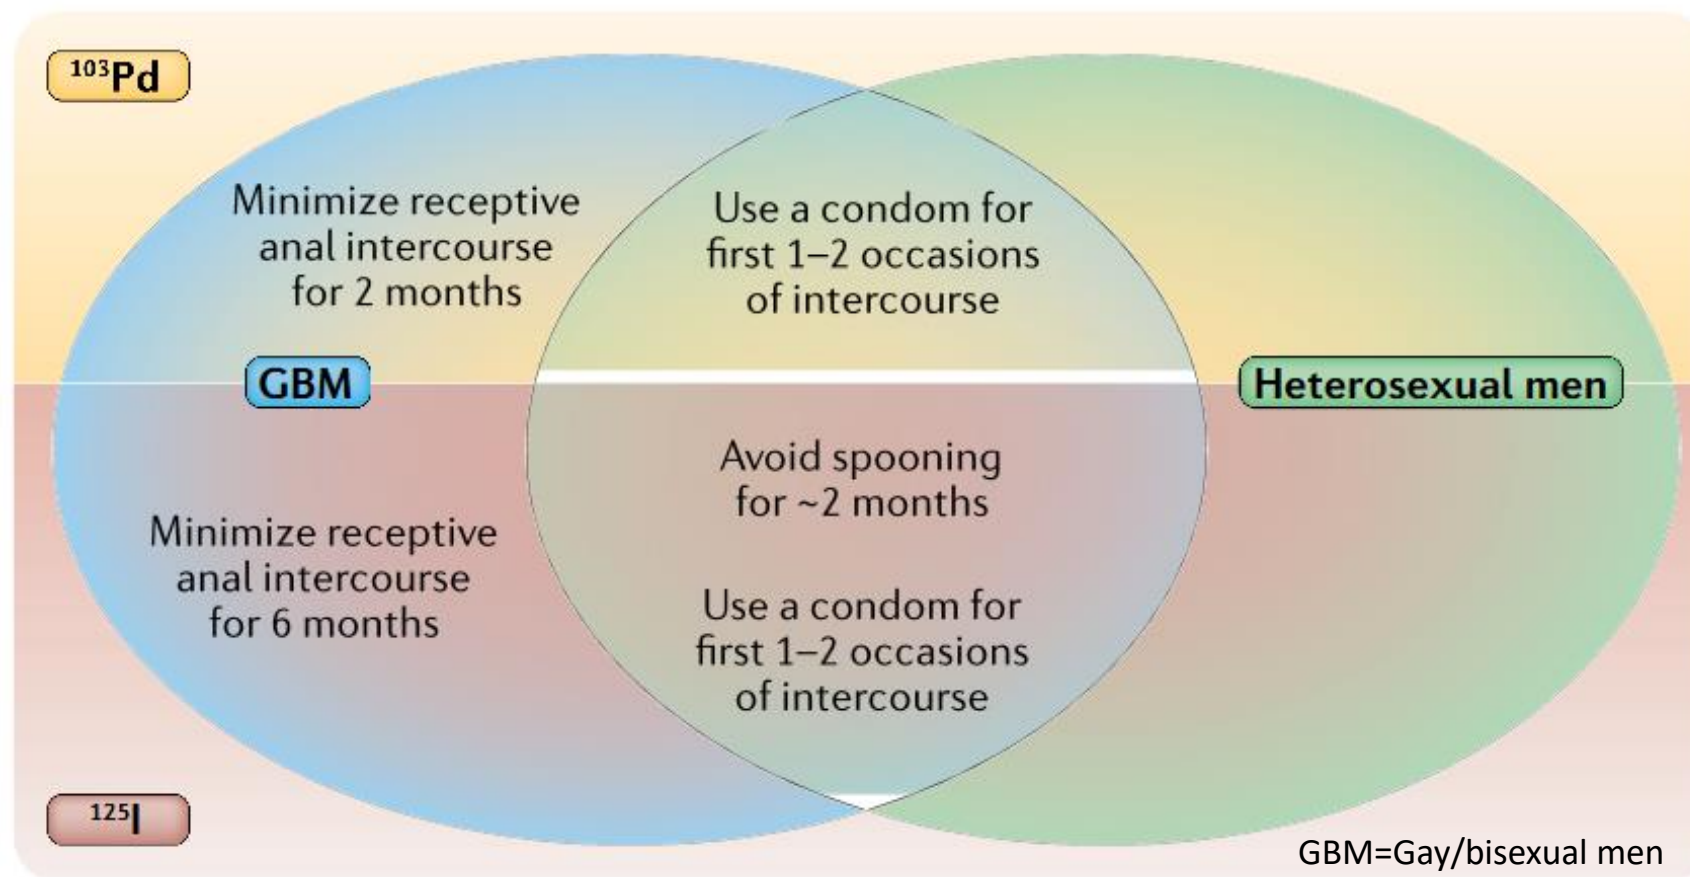 ¹⁰³Pd
Minimize receptive
anal intercourse
for 2 months
Use a condom for
first 1–2 occasions
of intercourse
GBM
Heterosexual men
Avoid spooning
for ~2 months
Minimize receptive
anal intercourse
for 6 months
Use a condom for
first 1–2 occasions
of intercourse
¹²⁵I
GBM=Gay/bisexual men